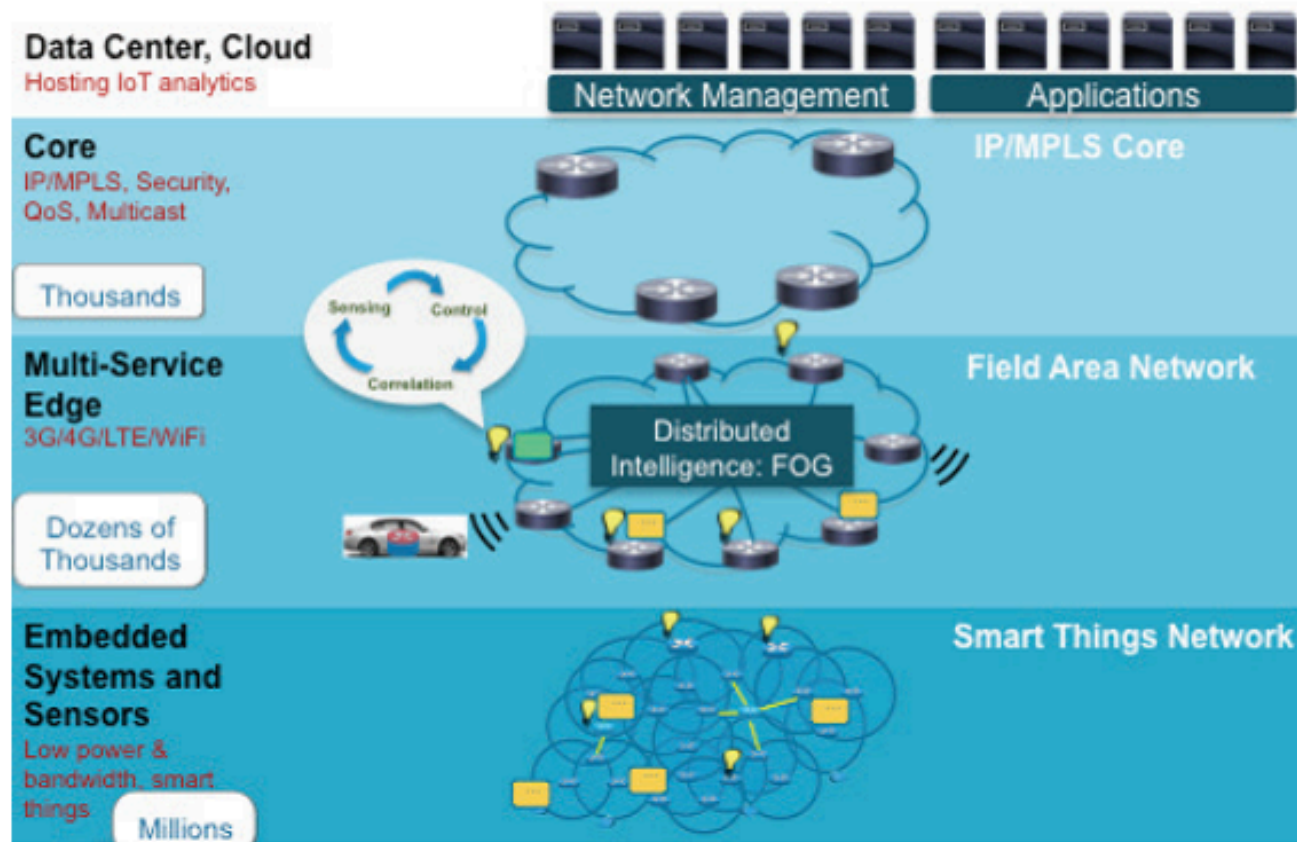 Data Center, Cloud
Hosting IoT analytics
Network Management
Applications
Core
IP/MPLS, Security,
QoS, Multicast
IP/MPLS Core
Thousands
Sensing
Control
Correlation
Multi-Service
Edge
3G/4G/LTE/WiFi
Field Area Network
Distributed
Intelligence: FOG
Dozens of
Thousands
Embedded
Systems and
Sensors
Low power &
bandwidth, smart
things
Smart Things Network
Millions